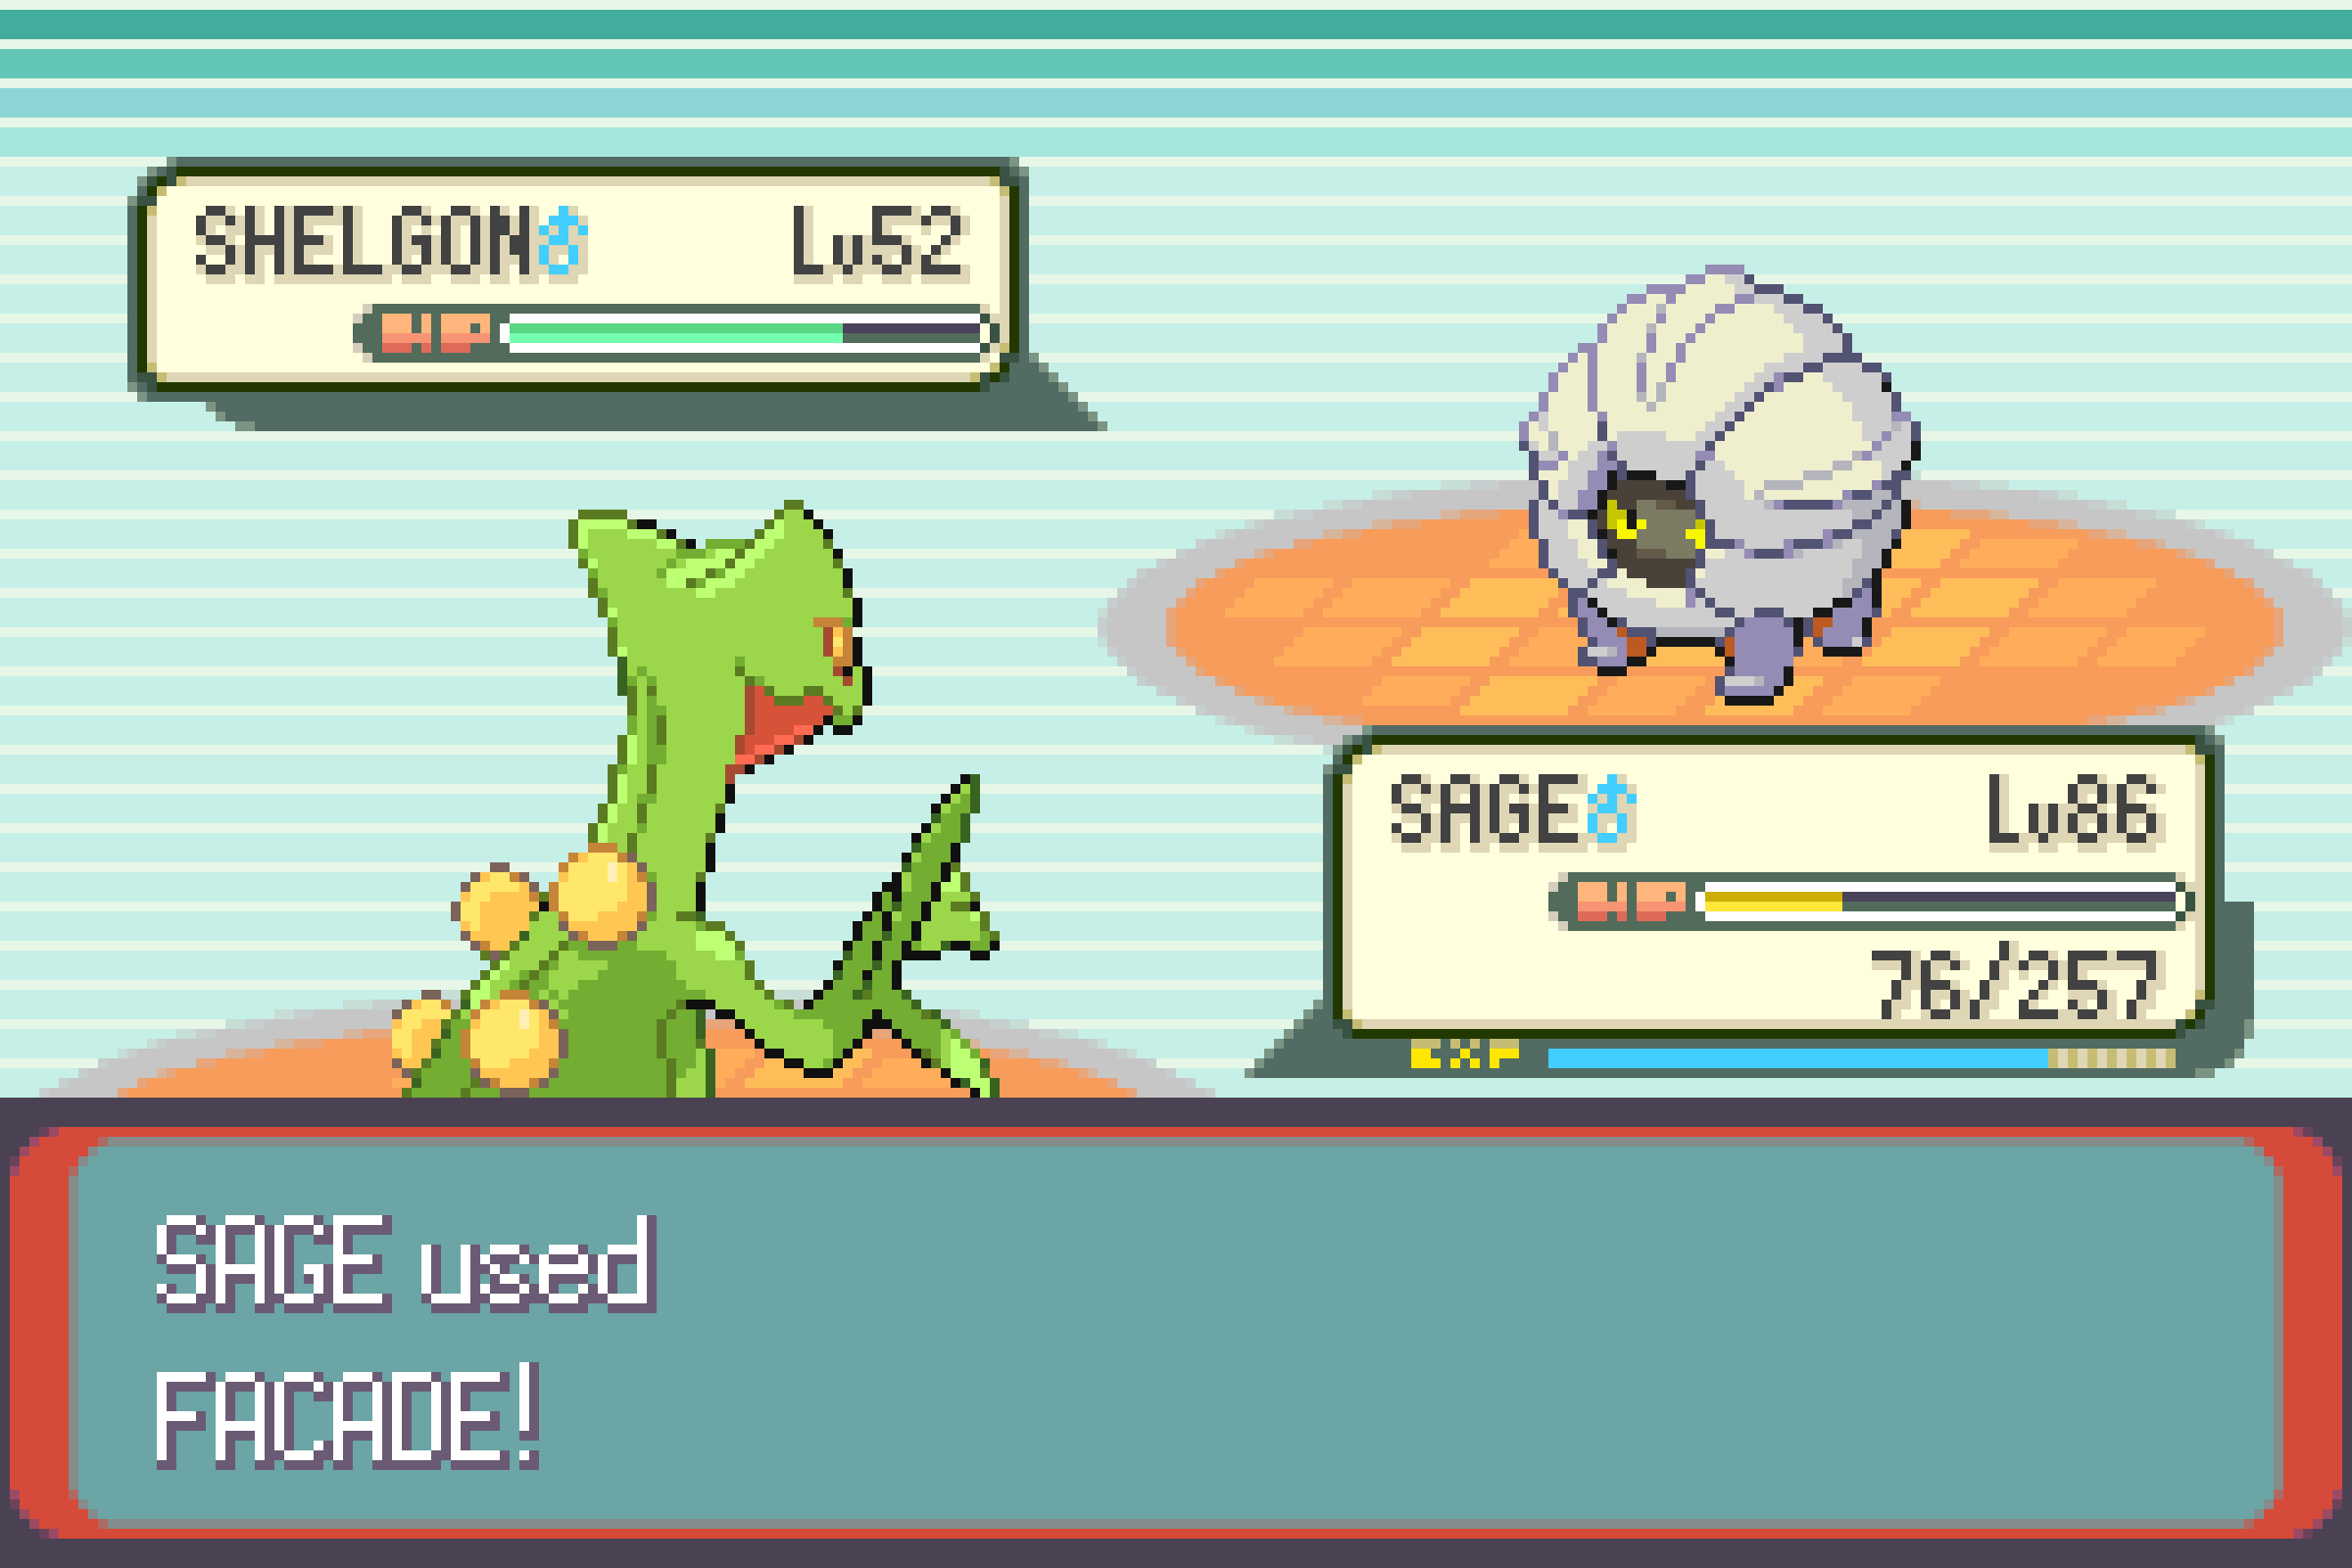 SHELGON♂ Lv52
HP
SAGE♂ Lv86
HP
76/257
EXP
SAGE used
FACADE!